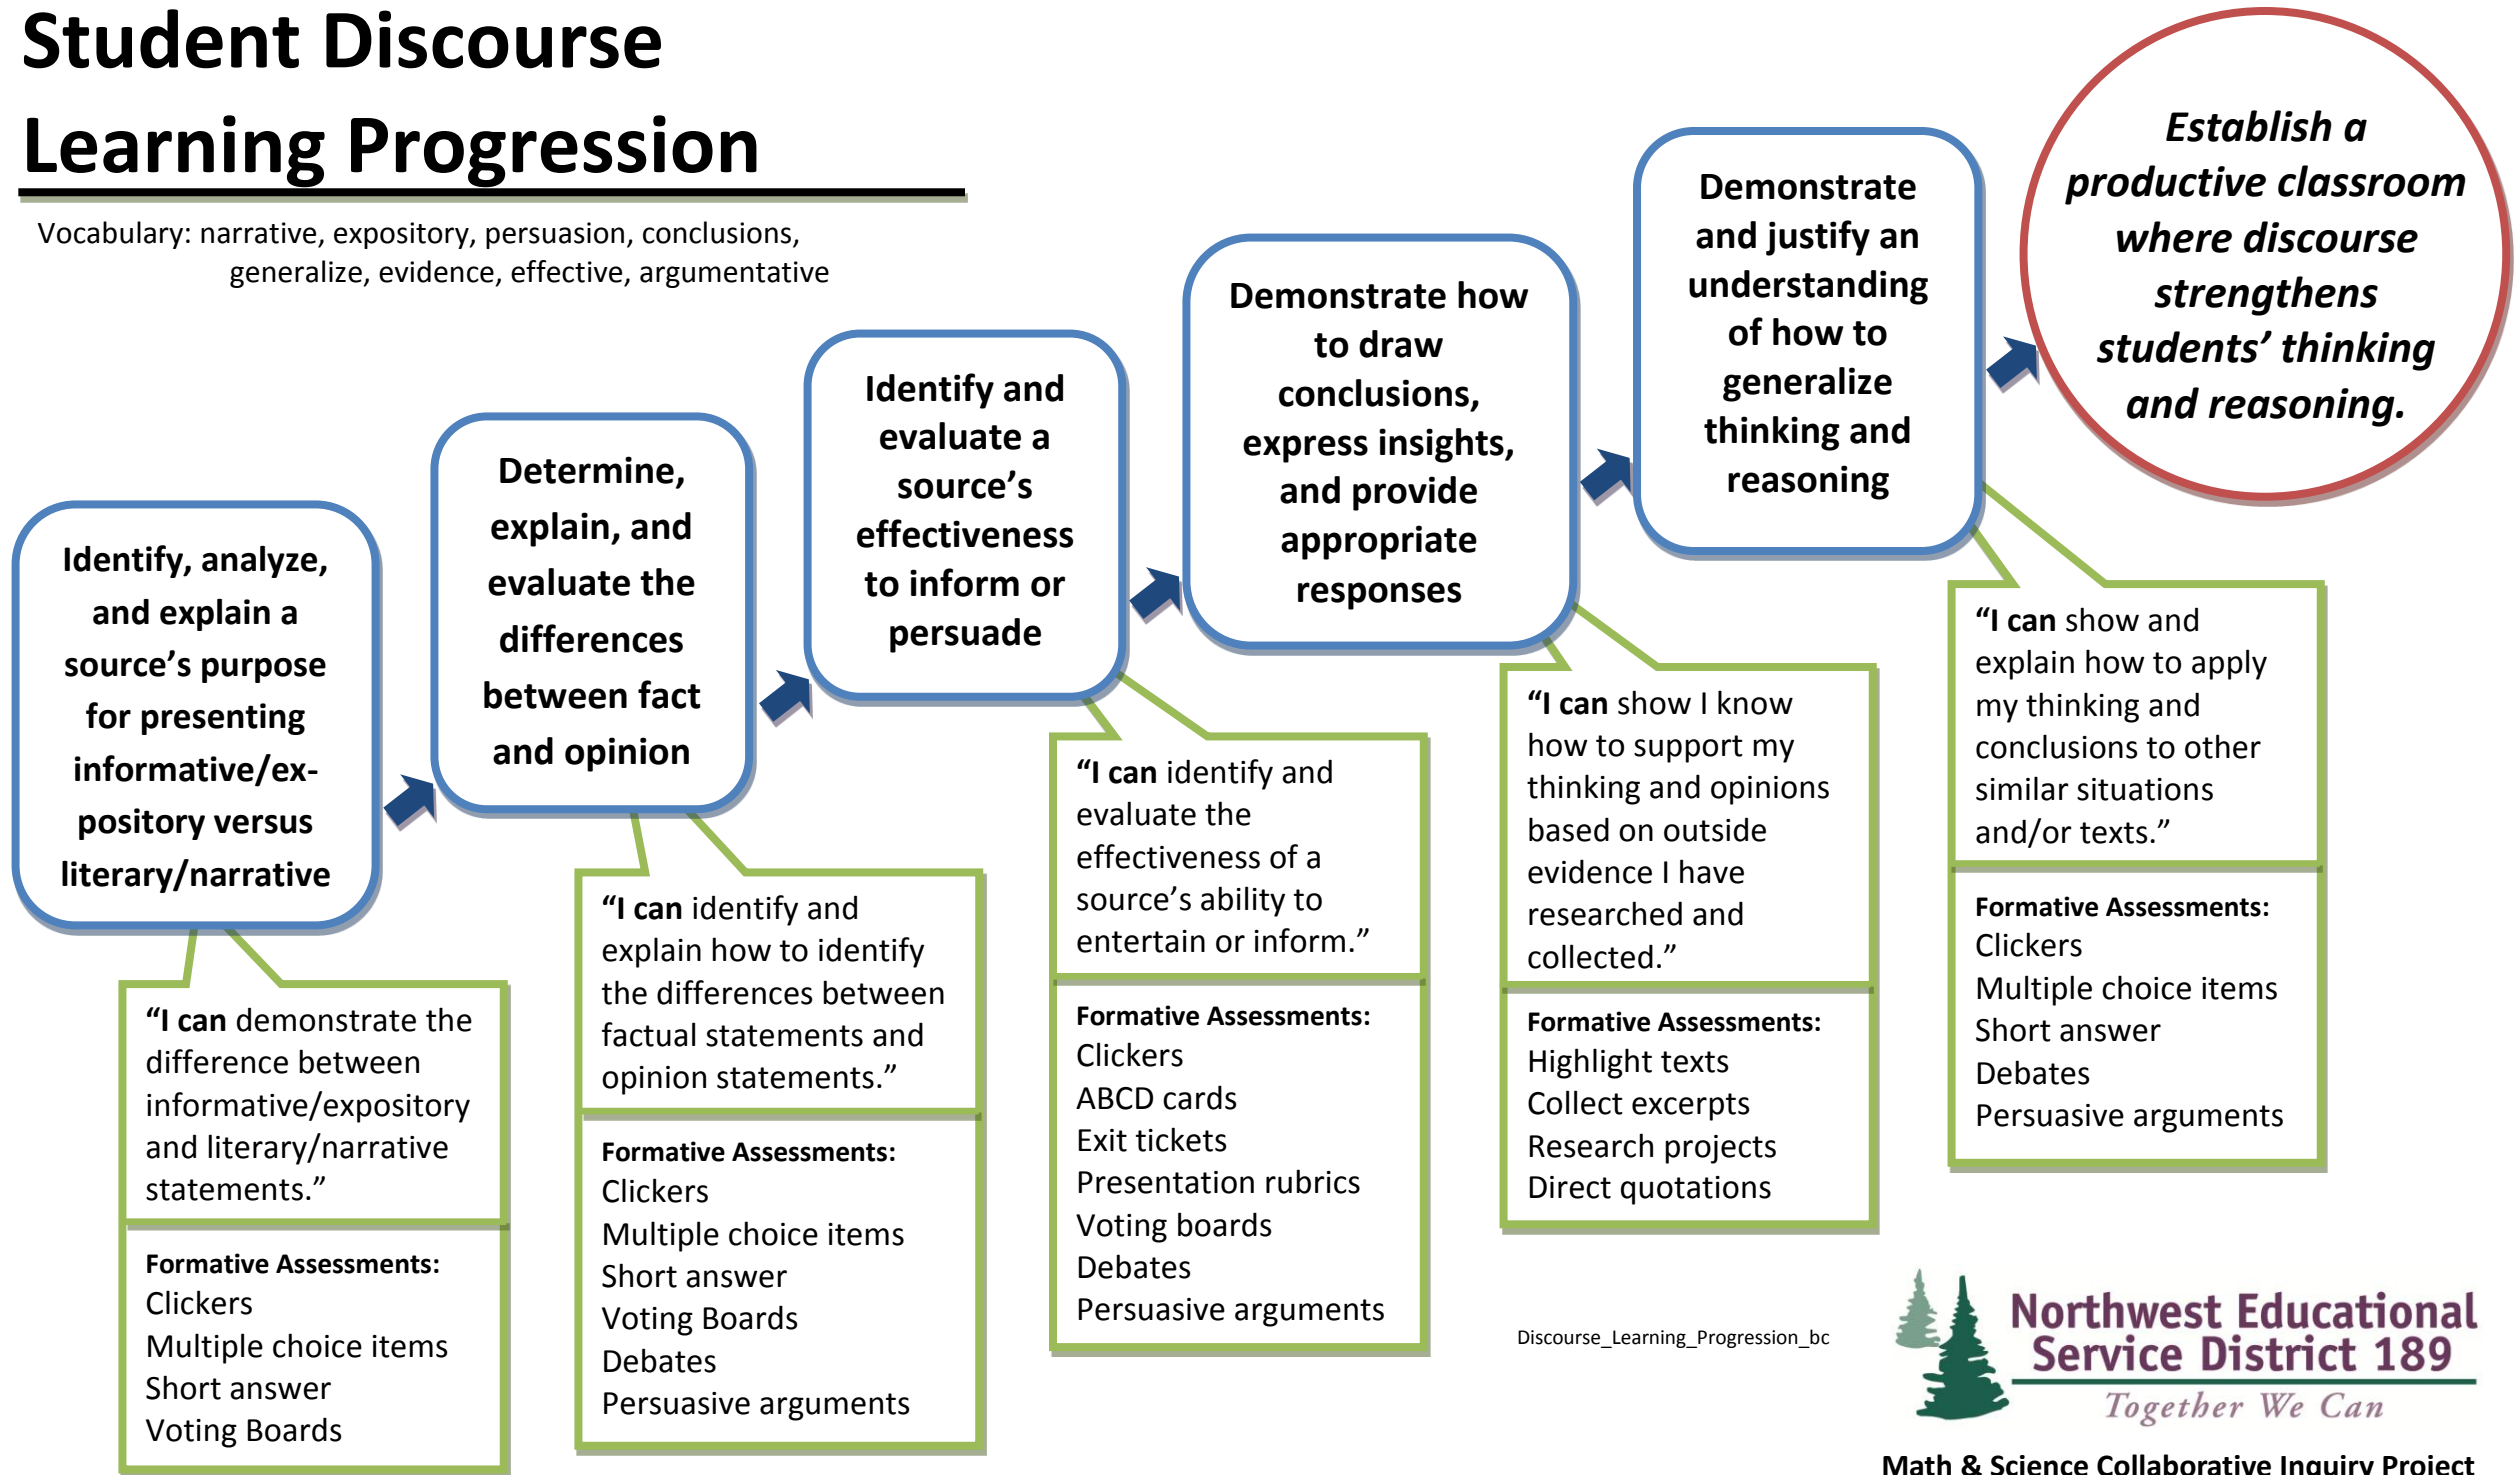 Student Discourse
Learning Progression
Vocabulary: narrative, expository, persuasion, conclusions,
generalize, evidence, effective, argumentative
Identify, analyze,
and explain a
source’s purpose
for presenting
informative/ex-
pository versus
literary/narrative
“I can demonstrate the
difference between
informative/expository
and literary/narrative
statements.”
Formative Assessments:
Clickers
Multiple choice items
Short answer
Voting Boards
Determine,
explain, and
evaluate the
differences
between fact
and opinion
“I can identify and
explain how to identify
the differences between
factual statements and
opinion statements.”
Formative Assessments:
Clickers
Multiple choice items
Short answer
Voting Boards
Debates
Persuasive arguments
Identify and
evaluate a
source’s
effectiveness
to inform or
persuade
“I can identify and
evaluate the
effectiveness of a
source’s ability to
entertain or inform.”
Formative Assessments:
Clickers
ABCD cards
Exit tickets
Presentation rubrics
Voting boards
Debates
Persuasive arguments
Demonstrate how
to draw
conclusions,
express insights,
and provide
appropriate
responses
“I can show I know
how to support my
thinking and opinions
based on outside
evidence I have
researched and
collected.”
Formative Assessments:
Highlight texts
Collect excerpts
Research projects
Direct quotations
Demonstrate
and justify an
understanding
of how to
generalize
thinking and
reasoning
“I can show and
explain how to apply
my thinking and
conclusions to other
similar situations
and/or texts.”
Formative Assessments:
Clickers
Multiple choice items
Short answer
Debates
Persuasive arguments
Establish a
productive classroom
where discourse
strengthens
students’ thinking
and reasoning.
Discourse_Learning_Progression_bc
Northwest Educational
Service District 189
Together We Can
Math & Science Collaborative Inquiry Project